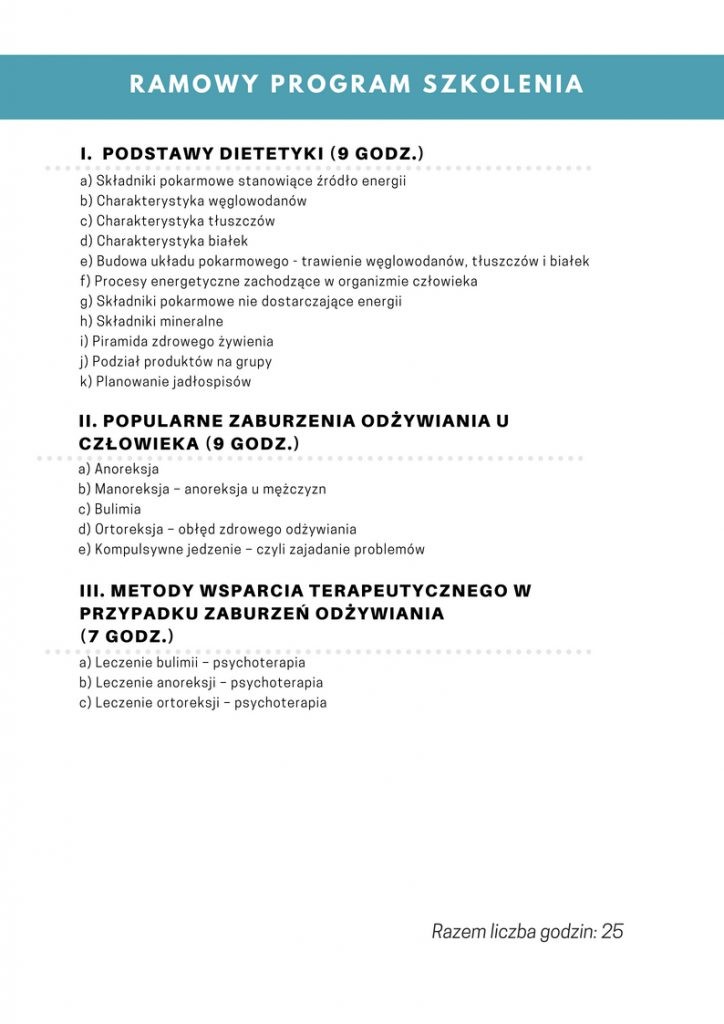 RAMOWY PROGRAM SZKOLENIA
I. PODSTAWY DIETETYKI (9 GODZ.)
a) Składniki pokarmowe stanowiące źródło energii
b) Charakterystyka węglowodanów
c) Charakterystyka tłuszczów
d) Charakterystyka białek
e) Budowa układu pokarmowego - trawienie węglowodanów, tłuszczów i białek
f) Procesy energetyczne zachodzące w organizmie człowieka
g) Składniki pokarmowe nie dostarczające energii
h) Składniki mineralne
i) Piramida zdrowego żywienia
j) Podział produktów na grupy
k) Planowanie jadłospisów
II. POPULARNE ZABURZENIA ODŻYWIANIA U
CZŁOWIEKA (9 GODZ.)
a) Anoreksja
b) Manoreksja – anoreksja u mężczyzn
c) Bulimia
d) Ortoreksja – obłęd zdrowego odżywiania
e) Kompulsywne jedzenie – czyli zajadanie problemów
III. METODY WSPARCIA TERAPEUTYCZNEGO W
PRZYPADKU ZABURZEŃ ODŻYWIANIA
(7 GODZ.)
a) Leczenie bulimii – psychoterapia
b) Leczenie anoreksji – psychoterapia
c) Leczenie ortoreksji – psychoterapia
Razem liczba godzin: 25